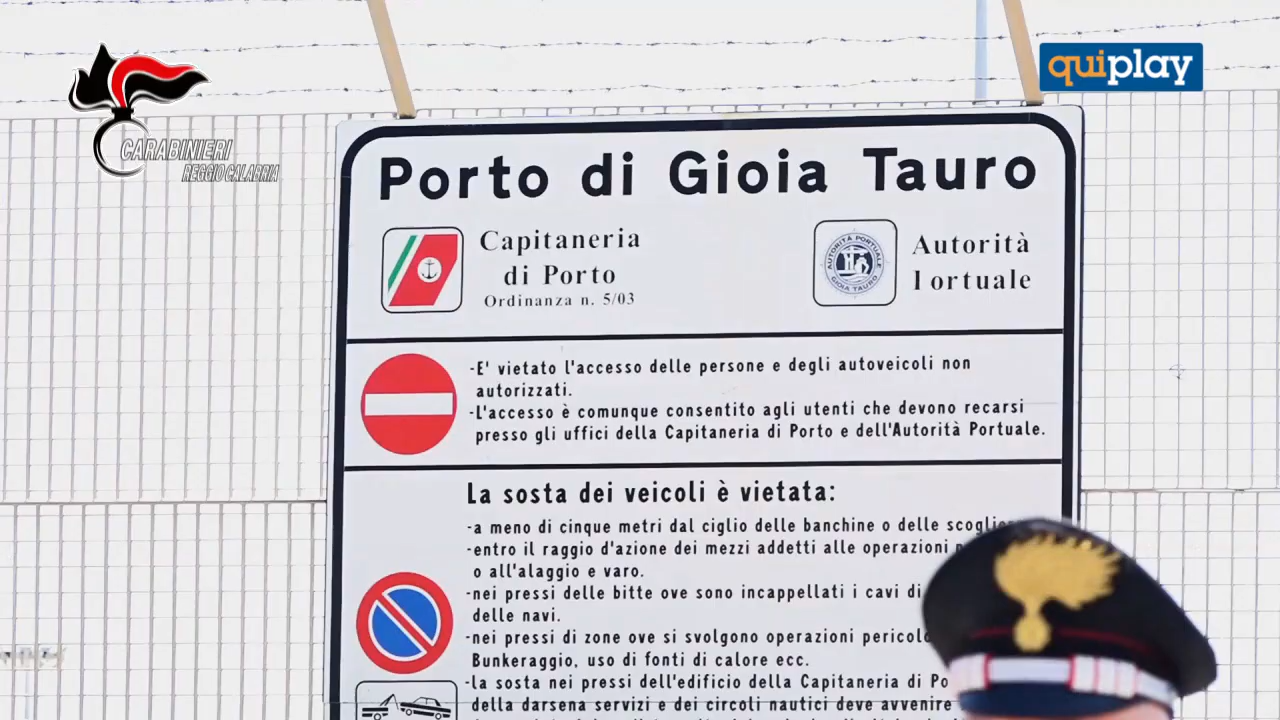 CARABINIERI
REGGIO CALABRIA
quiplay
Porto di Gioia Tauro
Capitaneria
di Porto
Ordinanza n. 5/03
AUTORITÀ PORTUALE
GIOIA TAURO
Autorità
Portuale
-E' vietato l'accesso delle persone e degli autoveicoli non
autorizzati.
-L'accesso è comunque consentito agli utenti che devono recarsi
presso gli uffici della Capitaneria di Porto e dell'Autorità Portuale.
La sosta dei veicoli è vietata:
-a meno di cinque metri dal ciglio delle banchine o delle
-entro il raggio d'azione dei mezzi addetti alle operazioni
o all'alaggio e varo.
-nei pressi delle bitte ove sono incappellati i cavi di
delle navi.
-nei pressi di zone ove si svolgono operazioni
Bunkeraggio, uso di fonti di calore ecc.
-la sosta nei pressi dell'edificio della Capitaneria di
della darsena servizi e dei circoli nautici deve avvenire